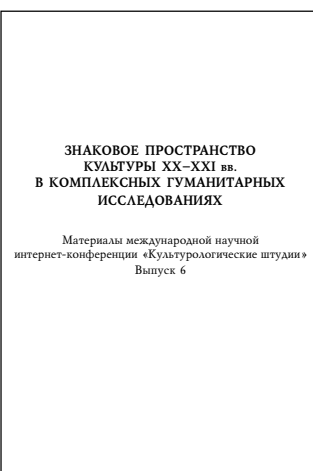 ЗНАКОВОЕ ПРОСТРАНСТВО
КУЛЬТУРЫ XX–XXI вв.
В КОМПЛЕКСНЫХ ГУМАНИТАРНЫХ
ИССЛЕДОВАНИЯХ
Материалы международной научной
интернет-конференции «Культурологические штудии»
Выпуск 6